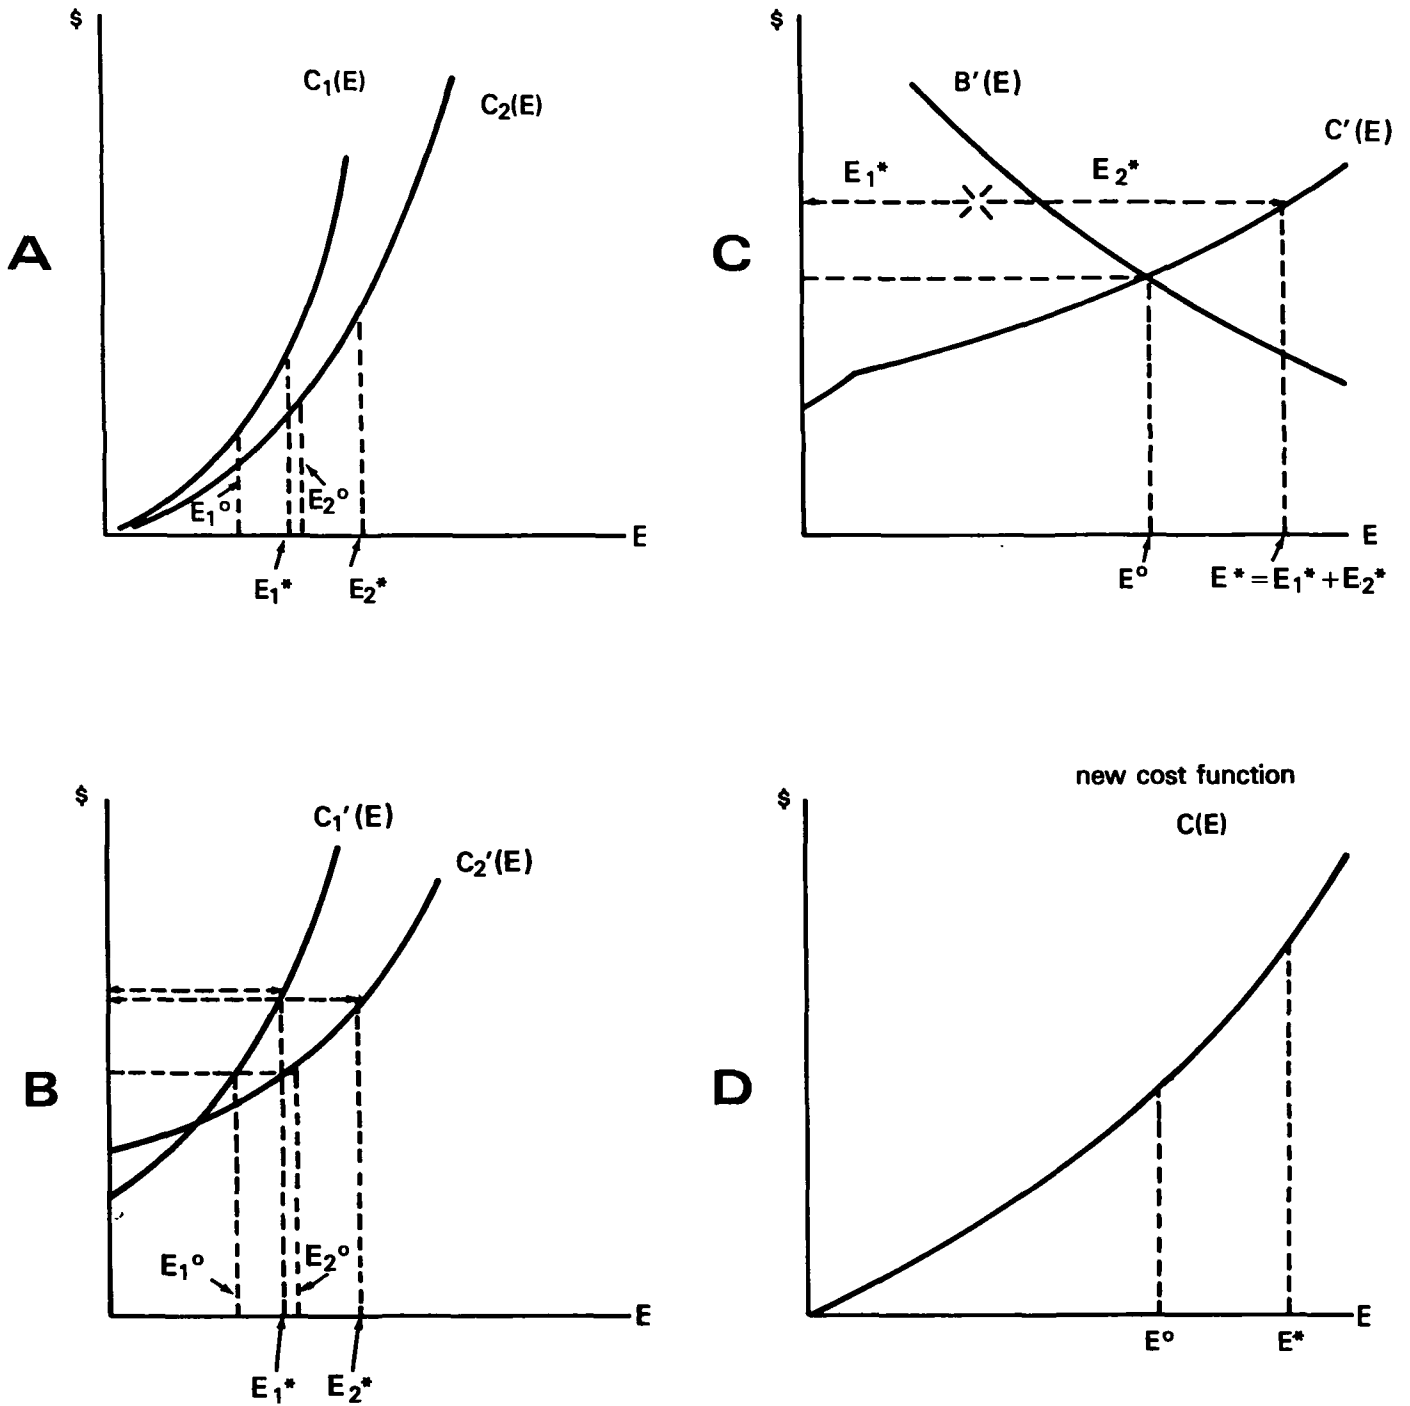 $
C₁(E)
C₂(E)
A
E₁°
E₂°
E
E₁*
E₂*
$
B′(E)
C′(E)
E₁*
E₂*
C
E
E°
E* = E₁* + E₂*
$
C₁′(E)
C₂′(E)
B
E₁°
E₂°
E
E₁*
E₂*
new cost function
$
C(E)
D
E
E°
E*